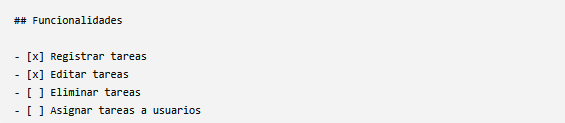 ## Funcionalidades
- [x] Registrar tareas
- [x] Editar tareas
- [ ] Eliminar tareas
- [ ] Asignar tareas a usuarios